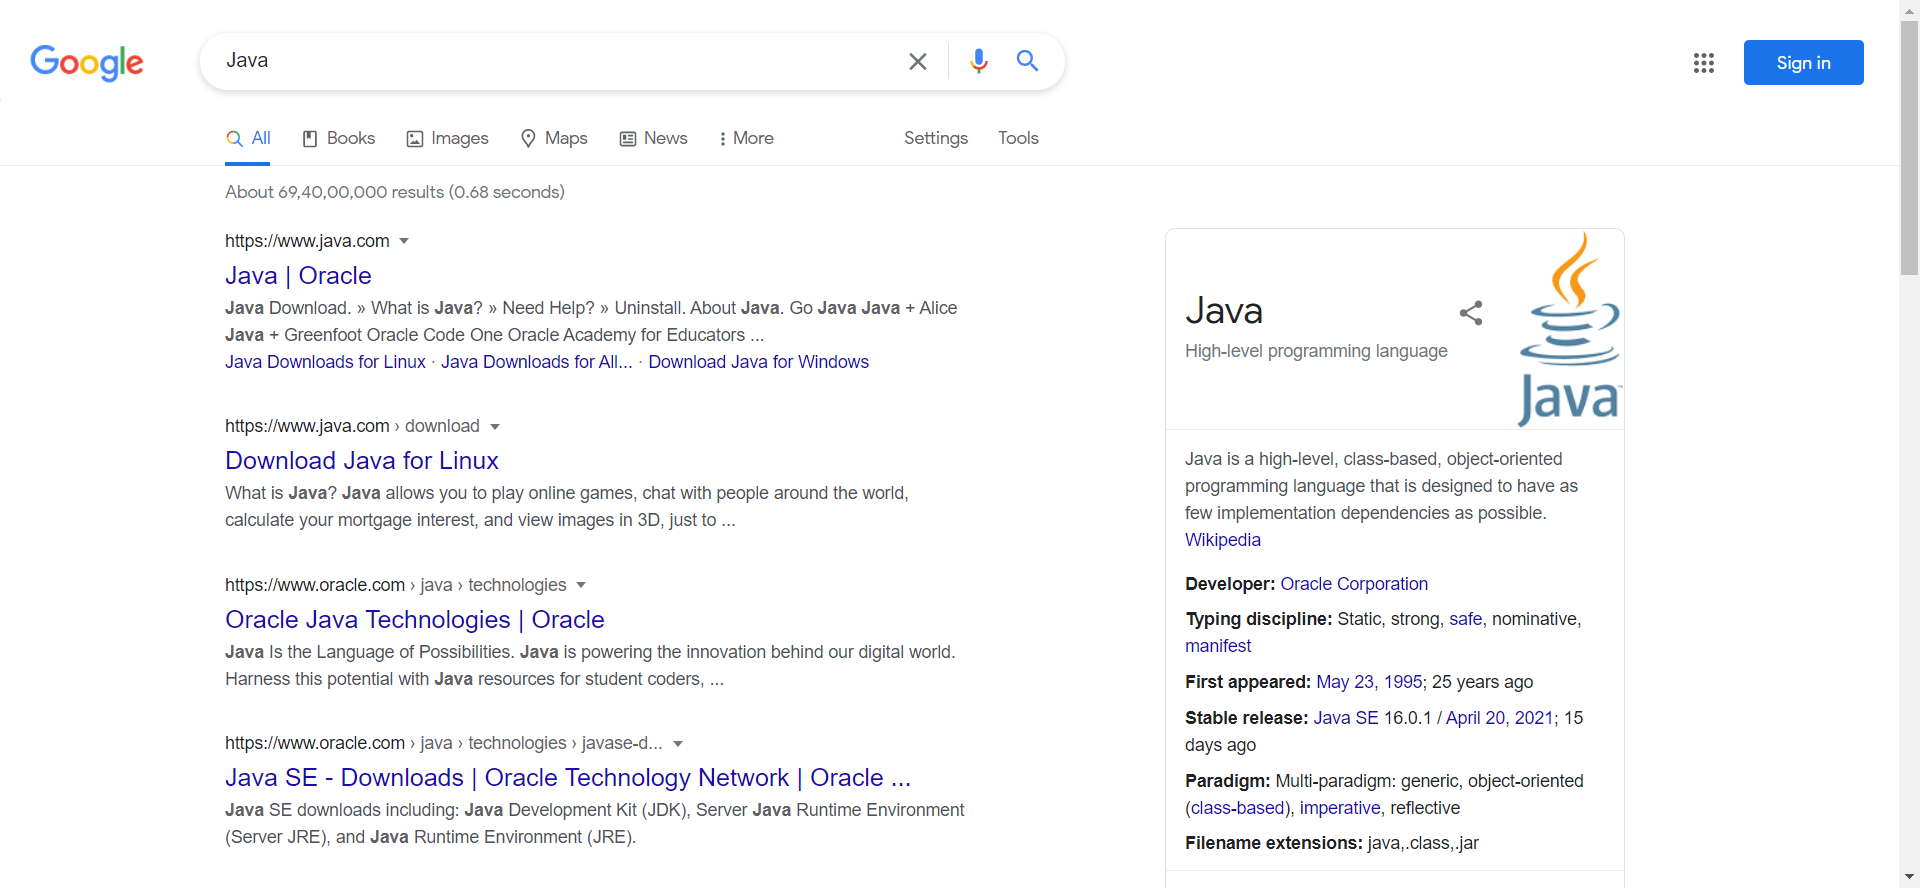 Google
Java
Sign in
All
Books
Images
Maps
News
More
Settings
Tools
About 69,40,00,000 results (0.68 seconds)
https://www.java.com
Java | Oracle
Java Download. » What is Java? » Need Help? » Uninstall. About Java. Go Java Java + Alice
Java + Greenfoot Oracle Code One Oracle Academy for Educators ...
Java Downloads for Linux · Java Downloads for All... · Download Java for Windows
https://www.java.com › download
Download Java for Linux
What is Java? Java allows you to play online games, chat with people around the world,
calculate your mortgage interest, and view images in 3D, just to ...
https://www.oracle.com › java › technologies
Oracle Java Technologies | Oracle
Java Is the Language of Possibilities. Java is powering the innovation behind our digital world.
Harness this potential with Java resources for student coders, ...
https://www.oracle.com › java › technologies › javase-d...
Java SE - Downloads | Oracle Technology Network | Oracle ...
Java SE downloads including: Java Development Kit (JDK), Server Java Runtime Environment
(Server JRE), and Java Runtime Environment (JRE).
Java
High-level programming language
Java™
Java is a high-level, class-based, object-oriented
programming language that is designed to have as
few implementation dependencies as possible.
Wikipedia
Developer: Oracle Corporation
Typing discipline: Static, strong, safe, nominative,
manifest
First appeared: May 23, 1995; 25 years ago
Stable release: Java SE 16.0.1 / April 20, 2021; 15
days ago
Paradigm: Multi-paradigm: generic, object-oriented
(class-based), imperative, reflective
Filename extensions: java,.class,.jar